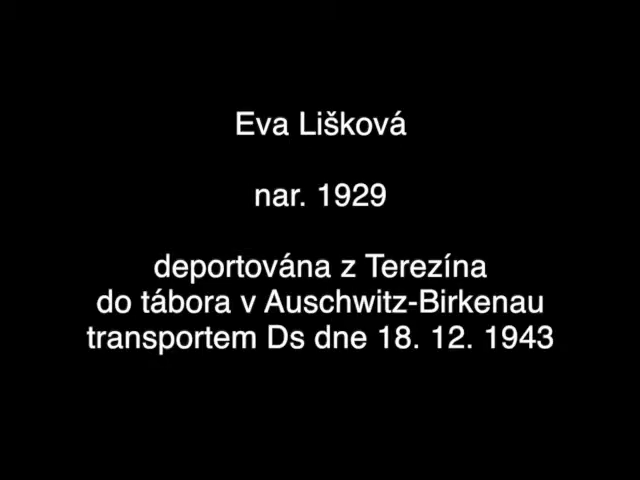 Eva Lišková
nar. 1929
deportována z Terezína
do tábora v Auschwitz-Birkenau
transportem Ds dne 18. 12. 1943